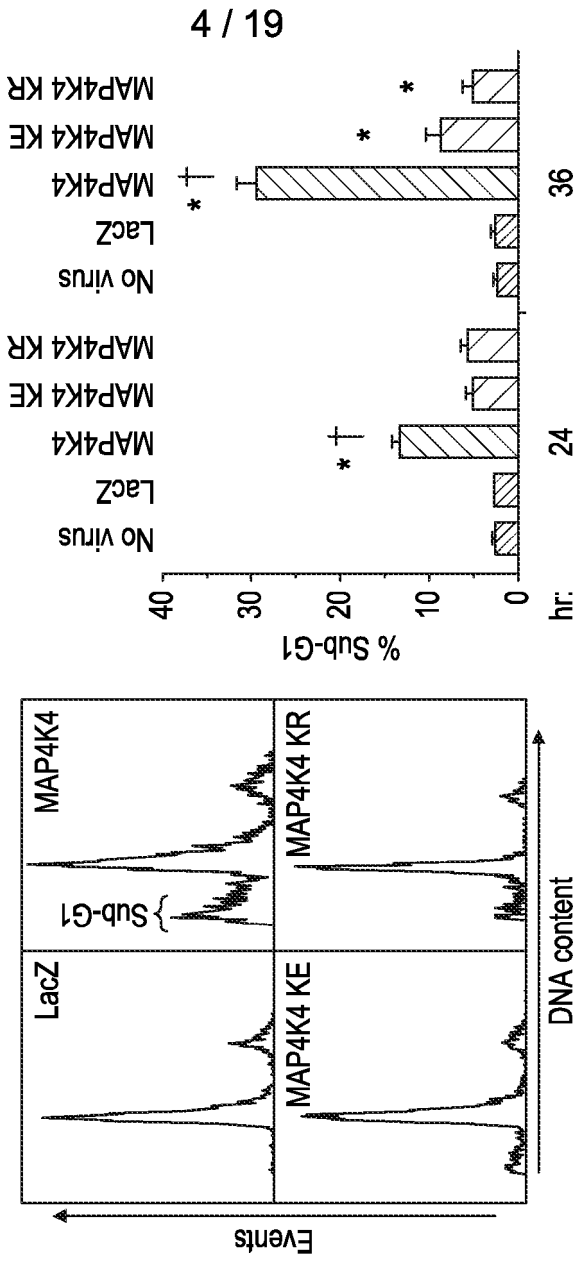 4 / 19
LacZ
MAP4K4
Sub-G1
MAP4K4 KE
MAP4K4 KR
Events
DNA content
% Sub-G1
40
30
20
10
0
No virus
LacZ
MAP4K4
MAP4K4 KE
MAP4K4 KR
No virus
LacZ
MAP4K4
MAP4K4 KE
MAP4K4 KR
* †
* †
*
*
hr:
24
36